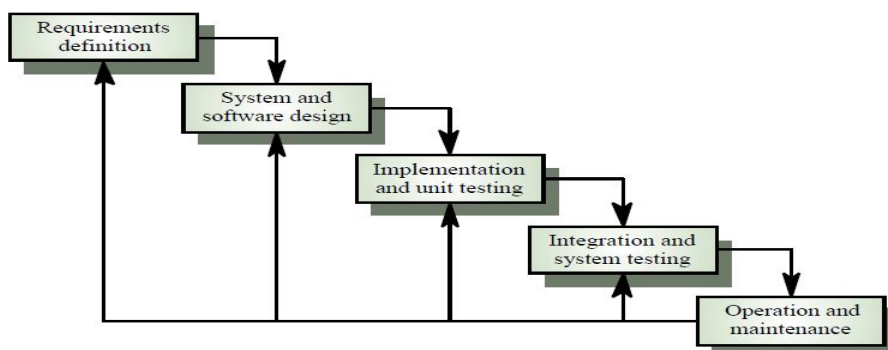 Requirements
definition
System and
software design
Implementation
and unit testing
Integration and
system testing
Operation and
maintenance